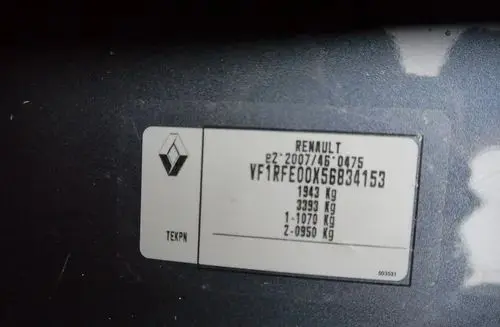 RENAULT
e2*2007/46*0475
VF1RFE00X56834153
1943 Kg
3393 Kg
1-1070 Kg
2-0950 Kg
TEKPN